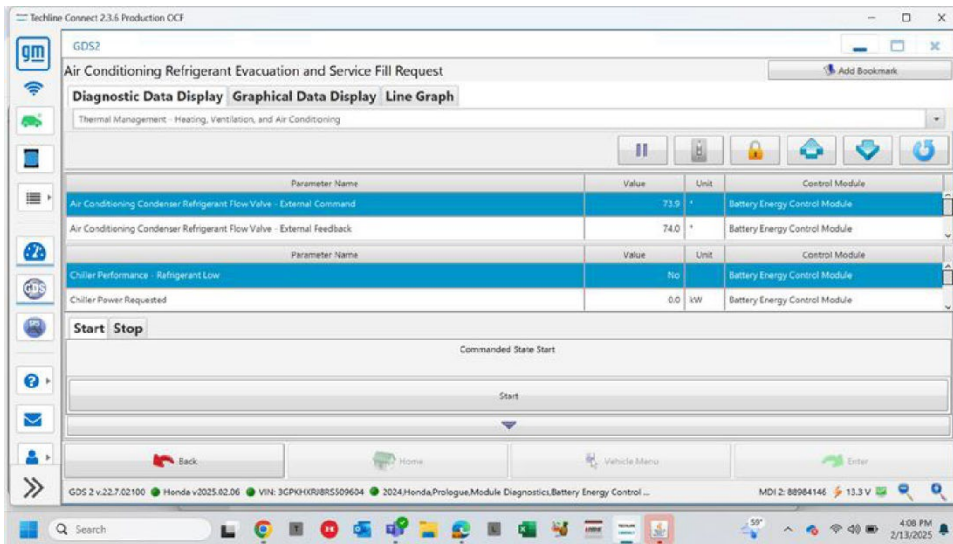 Techline Connect 2.3.6 Production OCF
gm
GDS2
Air Conditioning Refrigerant Evacuation and Service Fill Request
Add Bookmark
Diagnostic Data Display Graphical Data Display Line Graph
Thermal Management - Heating, Ventilation, and Air Conditioning
Parameter Name Value Unit Control Module
Air Conditioning Condenser Refrigerant Flow Valve - External Command 73.9 ° Battery Energy Control Module
Air Conditioning Condenser Refrigerant Flow Valve - External Feedback 74.0 ° Battery Energy Control Module
Parameter Name Value Unit Control Module
Chiller Performance - Refrigerant Low No Battery Energy Control Module
Chiller Power Requested 0.0 kW Battery Energy Control Module
Start Stop
Commanded State Start
Start
Back Home Vehicle Menu Enter
GDS 2 v.22.7.02100 Honda v2025.02.06 VIN: 3GPKHXRJ8RS509604 2024,Honda,Prologue,Module Diagnostics,Battery Energy Control ... MDI 2: 88984146 13.3 V
Search 59° 4:08 PM
2/13/2025